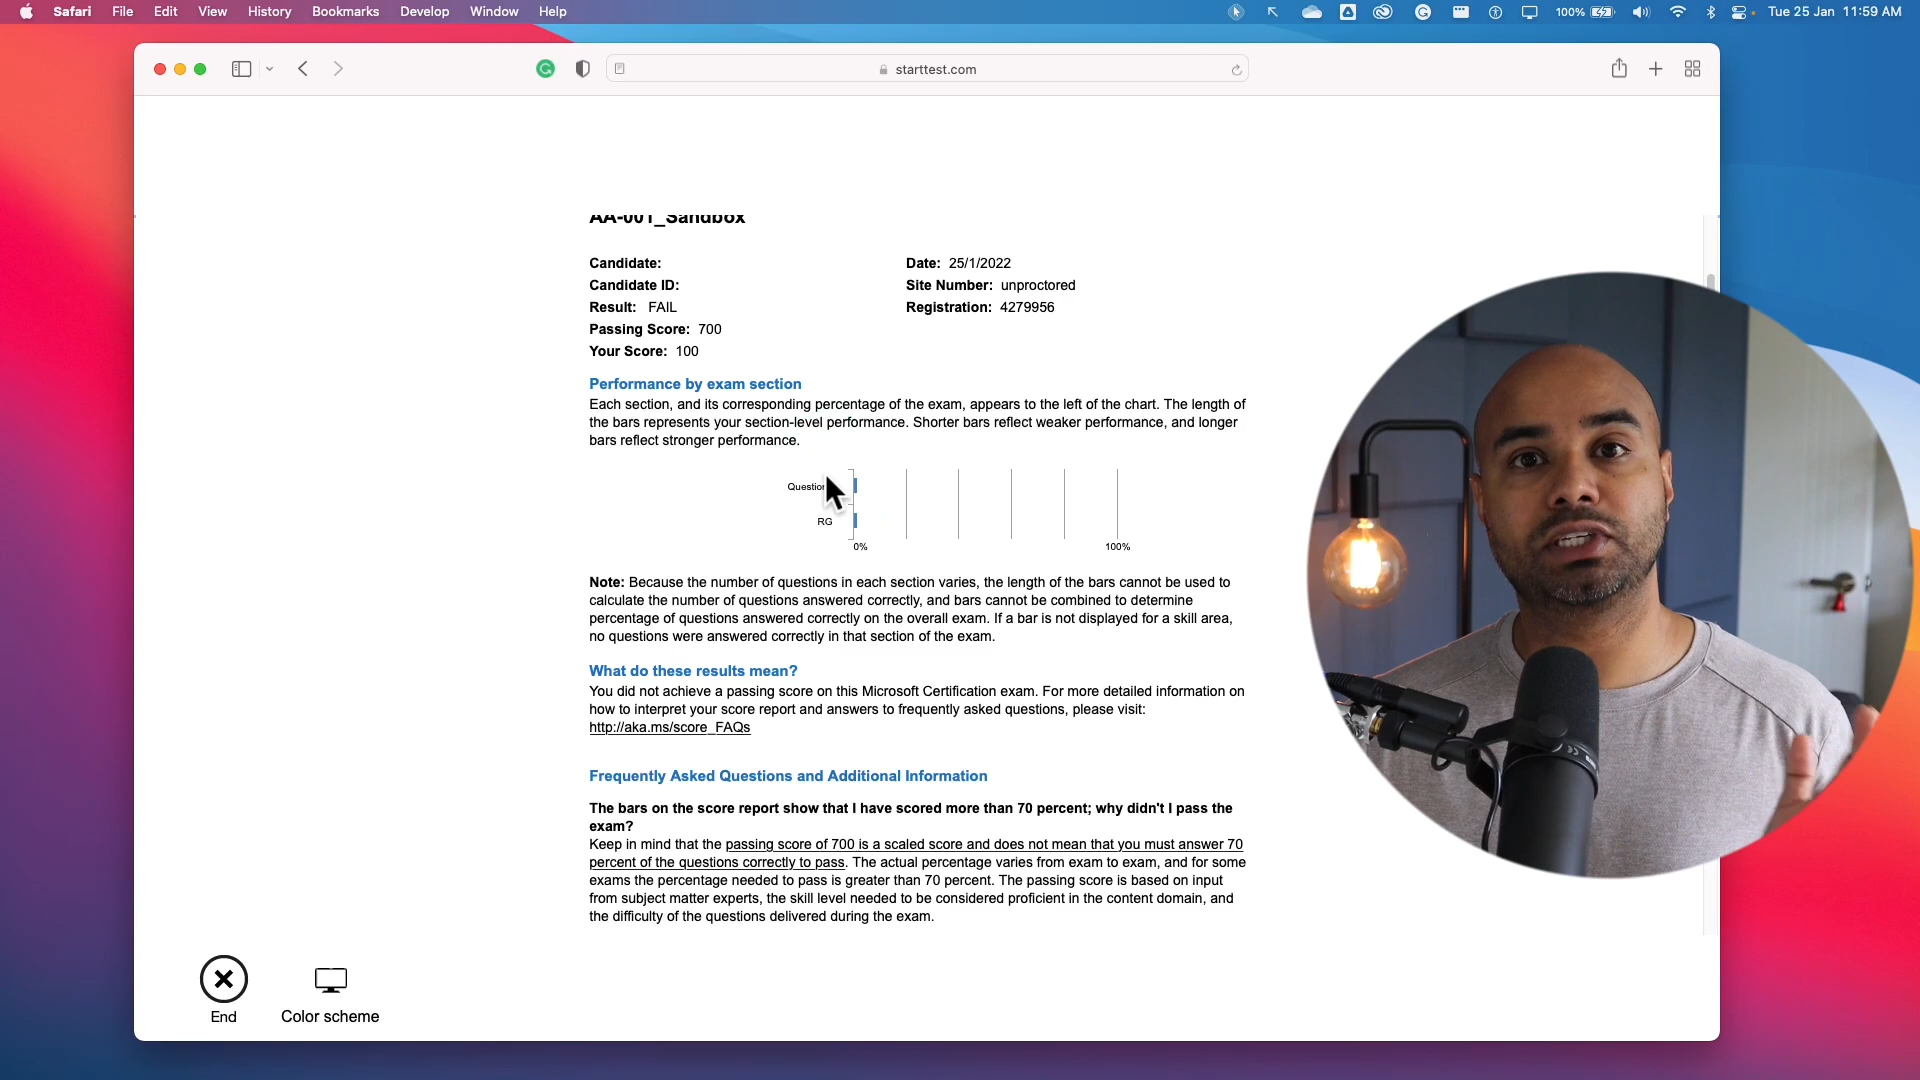 Safari File Edit View History Bookmarks Develop Window Help 100% Tue 25 Jan 11:59 AM
starttest.com
AA-001_Sandbox
Candidate:
Date: 25/1/2022
Candidate ID:
Site Number: unproctored
Result: FAIL
Registration: 4279956
Passing Score: 700
Your Score: 100
Performance by exam section
Each section, and its corresponding percentage of the exam, appears to the left of the chart. The length of
the bars represents your section-level performance. Shorter bars reflect weaker performance, and longer
bars reflect stronger performance.
RG
0% 100%
Note: Because the number of questions in each section varies, the length of the bars cannot be used to
calculate the number of questions answered correctly, and bars cannot be combined to determine
percentage of questions answered correctly on the overall exam. If a bar is not displayed for a skill area,
no questions were answered correctly in that section of the exam.
What do these results mean?
You did not achieve a passing score on this Microsoft Certification exam. For more detailed information on
how to interpret your score report and answers to frequently asked questions, please visit:
http://aka.ms/score_FAQs
Frequently Asked Questions and Additional Information
The bars on the score report show that I have scored more than 70 percent; why didn't I pass the
exam?
Keep in mind that the passing score of 700 is a scaled score and does not mean that you must answer 70
percent of the questions correctly to pass. The actual percentage varies from exam to exam, and for some
exams the percentage needed to pass is greater than 70 percent. The passing score is based on input
from subject matter experts, the skill level needed to be considered proficient in the content domain, and
the difficulty of the questions delivered during the exam.
End
Color scheme